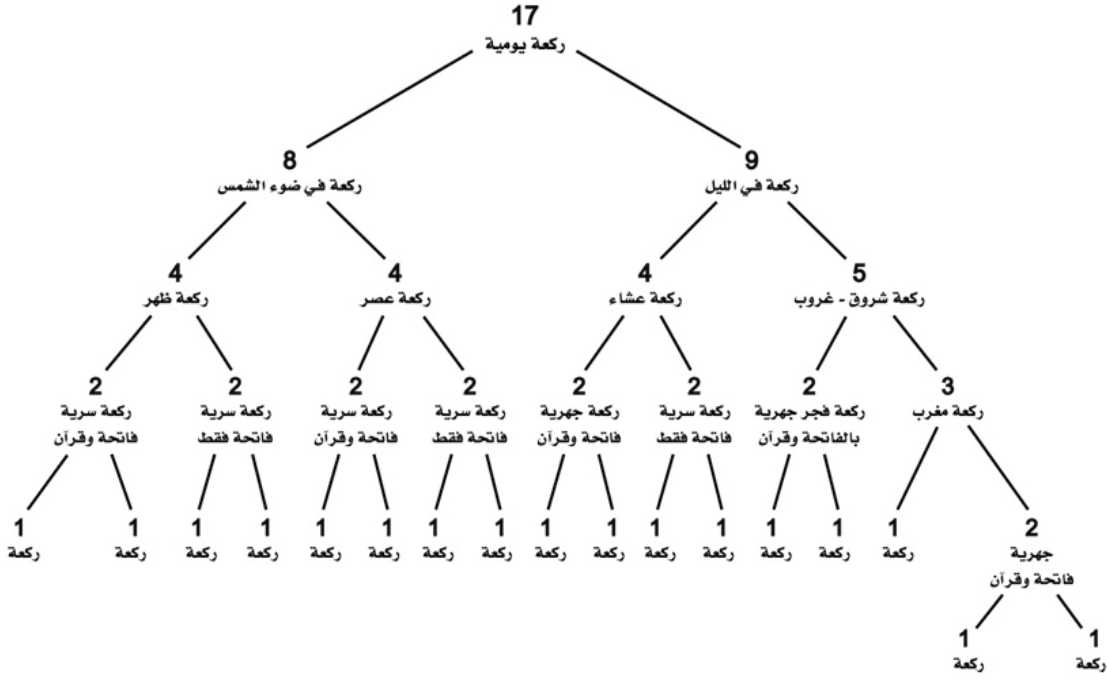 17
ركعة يومية
8
ركعة في ضوء الشمس
9
ركعة في الليل
4
ركعة ظهر
4
ركعة عصر
4
ركعة عشاء
5
ركعة شروق - غروب
2
ركعة سرية
فاتحة وقرآن
2
ركعة سرية
فاتحة فقط
2
ركعة سرية
فاتحة وقرآن
2
ركعة سرية
فاتحة فقط
2
ركعة جهرية
فاتحة وقرآن
2
ركعة سرية
فاتحة فقط
2
ركعة فجر جهرية
بالفاتحة وقرآن
3
ركعة مغرب
1
ركعة
1
ركعة
1
ركعة
1
ركعة
1
ركعة
1
ركعة
1
ركعة
1
ركعة
1
ركعة
1
ركعة
1
ركعة
1
ركعة
1
ركعة
1
ركعة
1
ركعة
2
جهرية
فاتحة وقرآن
1
ركعة
1
ركعة